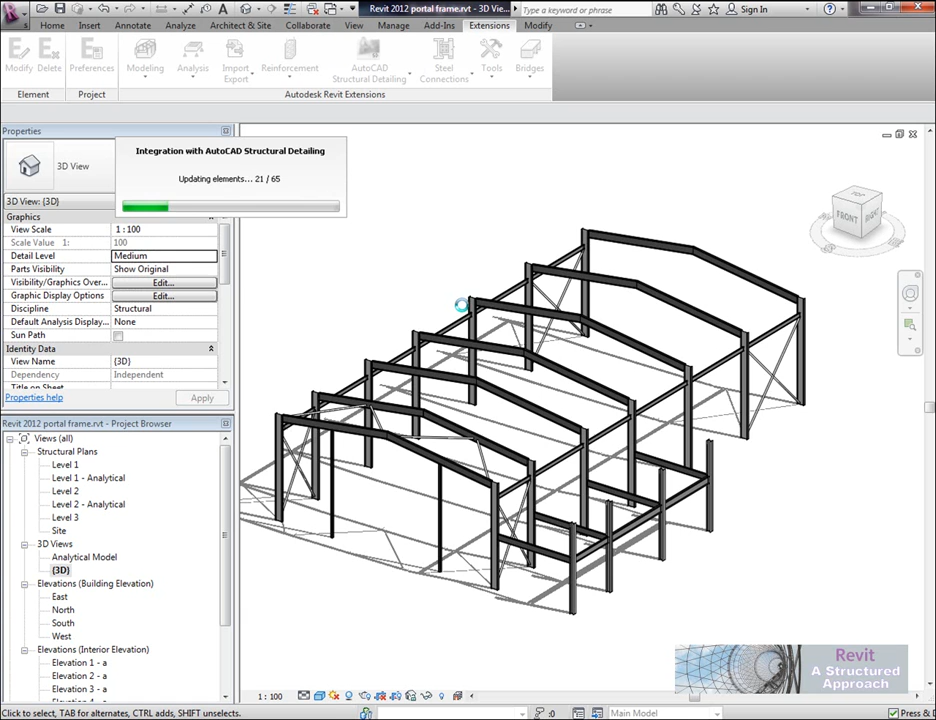 Revit 2012 portal frame.rvt - 3D Vie...
Type a keyword or phrase
Sign In
Home Insert Annotate Analyze Architect & Site Collaborate View Manage Add-Ins Extensions Modify
Modify Delete Preferences Modeling Analysis Import Export Reinforcement AutoCAD Structural Detailing Steel Connections Tools Bridges
Element Project Autodesk Revit Extensions
Properties
3D View
Integration with AutoCAD Structural Detailing
Updating elements... 21 / 65
3D View: {3D}
Graphics
View Scale 1 : 100
Scale Value 1: 100
Detail Level Medium
Parts Visibility Show Original
Visibility/Graphics Over... Edit...
Graphic Display Options Edit...
Discipline Structural
Default Analysis Display... None
Sun Path
Identity Data
View Name {3D}
Dependency Independent
Title on Sheet
Properties help Apply
FRONT RIGHT
Revit 2012 portal frame.rvt - Project Browser
Views (all)
Structural Plans
Level 1
Level 1 - Analytical
Level 2
Level 2 - Analytical
Level 3
Site
3D Views
Analytical Model
{3D}
Elevations (Building Elevation)
East
North
South
West
Elevations (Interior Elevation)
Elevation 1 - a
Elevation 2 - a
Elevation 3 - a
Revit
A Structured
Approach
1 : 100
Click to select, TAB for alternates, CTRL adds, SHIFT unselects.
:0
Main Model
Press & D